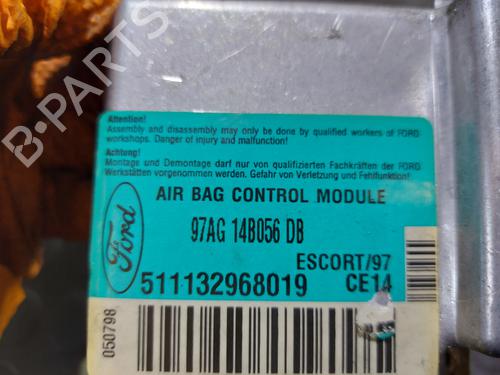 B-PARTS
Attention!
Assembly and disassembly may only be done by qualified workers of FORD
workshops. Danger of injury and malfunction!
Achtung!
Montage und Demontage darf nur von qualifizierten Fachkräften der FORD
Werkstätten vorgenommen werden. Gefahr von Verletzung und Fehlfunktion!
AIR BAG CONTROL MODULE
Ford
97AG 14B056 DB
ESCORT/97
511132968019 CE14
050798